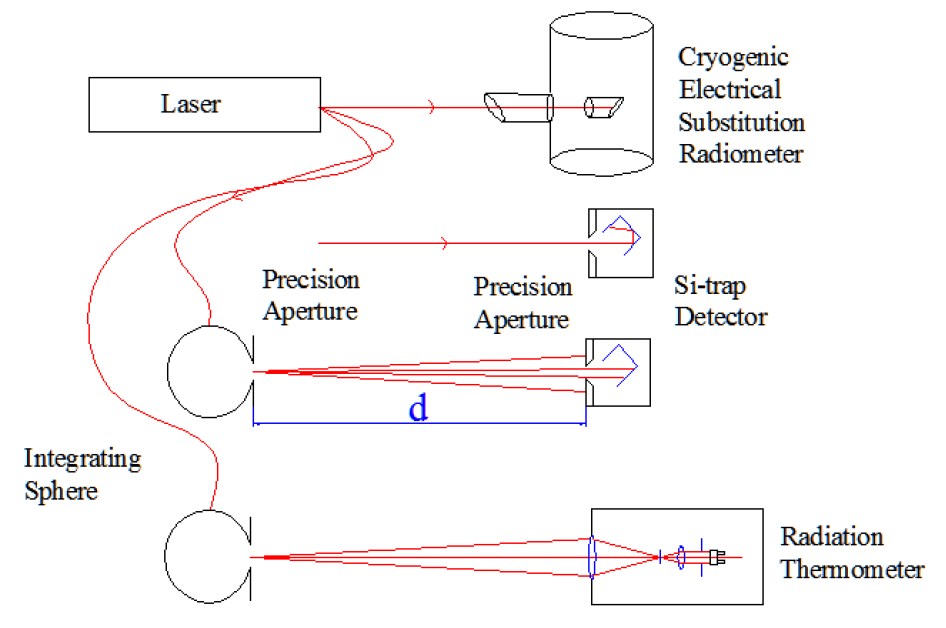 Laser
Cryogenic
Electrical
Substitution
Radiometer
Precision
Aperture
Precision
Aperture
Si-trap
Detector
d
Integrating
Sphere
Radiation
Thermometer